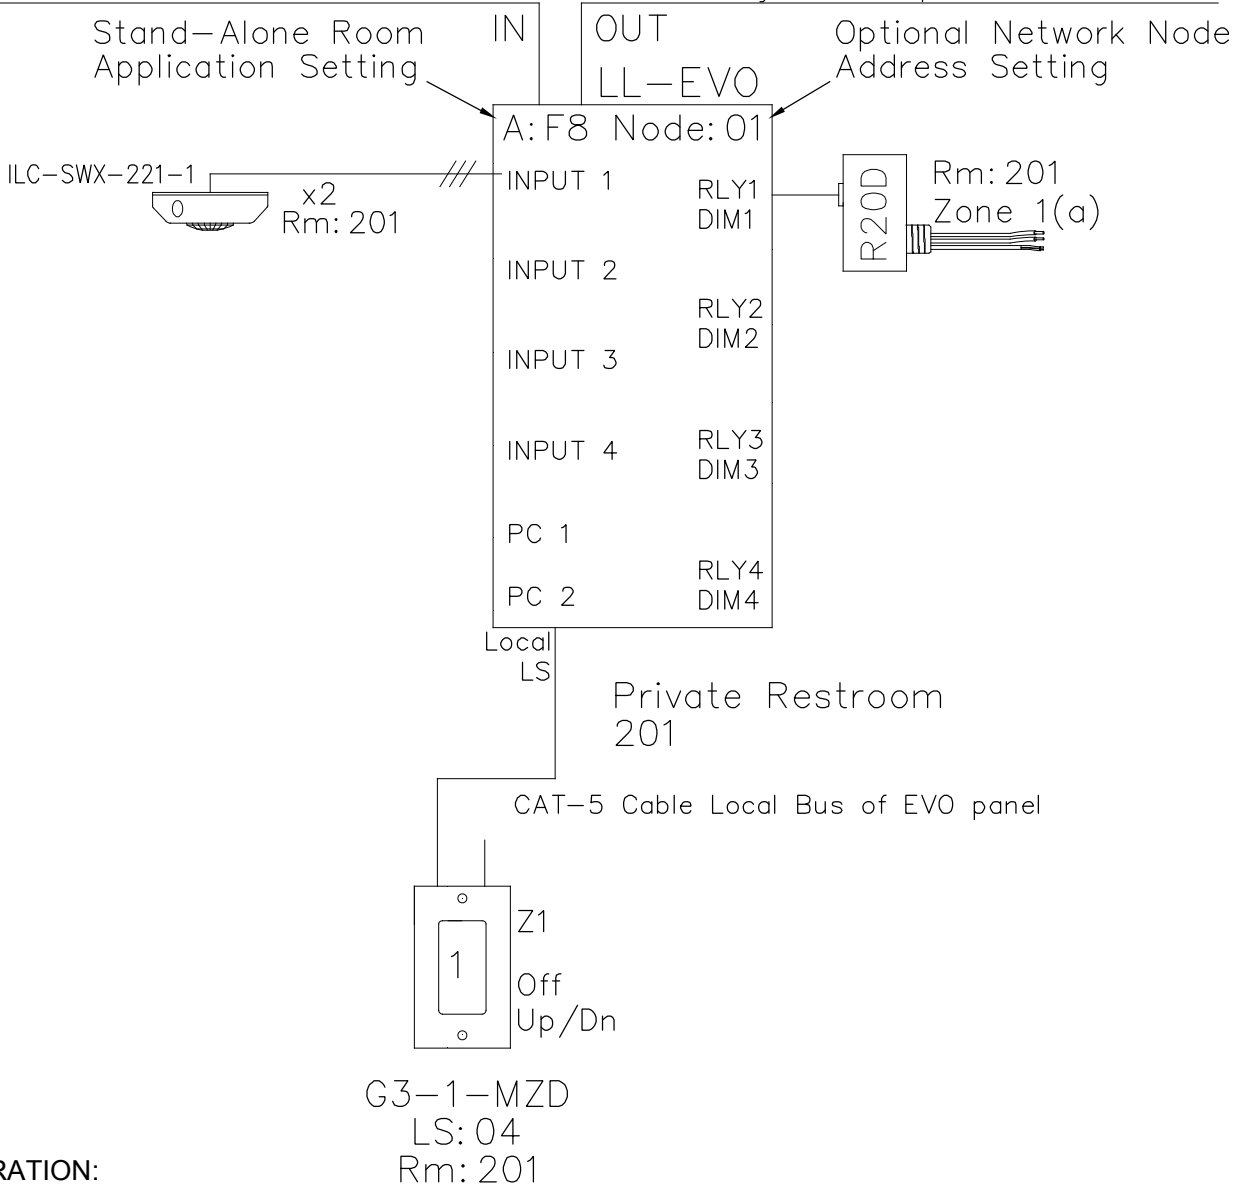 IN
OUT
Stand-Alone Room
Application Setting
Optional Network Node
Address Setting
LL-EVO
A: F8 Node: 01
ILC-SWX-221-1
x2
Rm: 201
INPUT 1
RLY1
DIM1
R20D
Rm: 201
Zone 1(a)
INPUT 2
RLY2
DIM2
INPUT 3
INPUT 4
RLY3
DIM3
PC 1
PC 2
RLY4
DIM4
Local
LS
Private Restroom
201
CAT-5 Cable Local Bus of EVO panel
1
Z1
Off
Up/Dn
G3-1-MZD
LS: 04
Rm: 201
RATION: